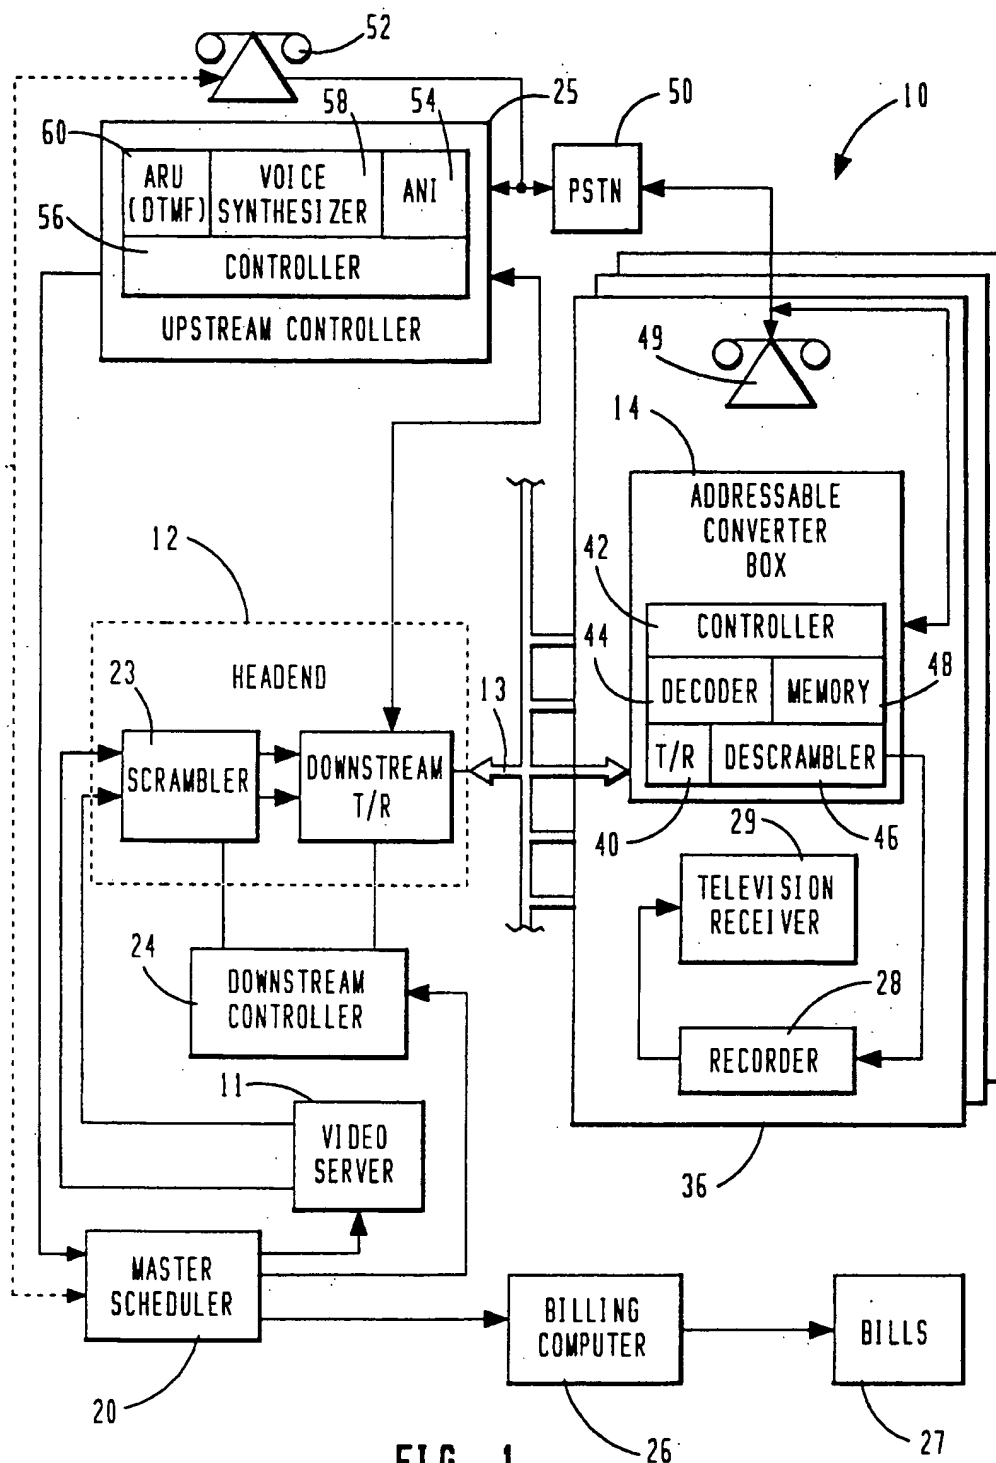 52
25
50
10
60
58
54
ARU
(DTMF)
VOICE
SYNTHESIZER
ANI
PSTN
56
CONTROLLER
UPSTREAM CONTROLLER
49
14
ADDRESSABLE
CONVERTER
BOX
12
42
CONTROLLER
44
48
HEADEND
DECODER
MEMORY
23
13
SCRAMBLER
DOWNSTREAM
T/R
T/R
DESCRAMBLER
40
46
29
TELEVISION
RECEIVER
24
DOWNSTREAM
CONTROLLER
28
RECORDER
11
VIDEO
SERVER
36
MASTER
SCHEDULER
BILLING
COMPUTER
BILLS
20
26
27
FIG. 1